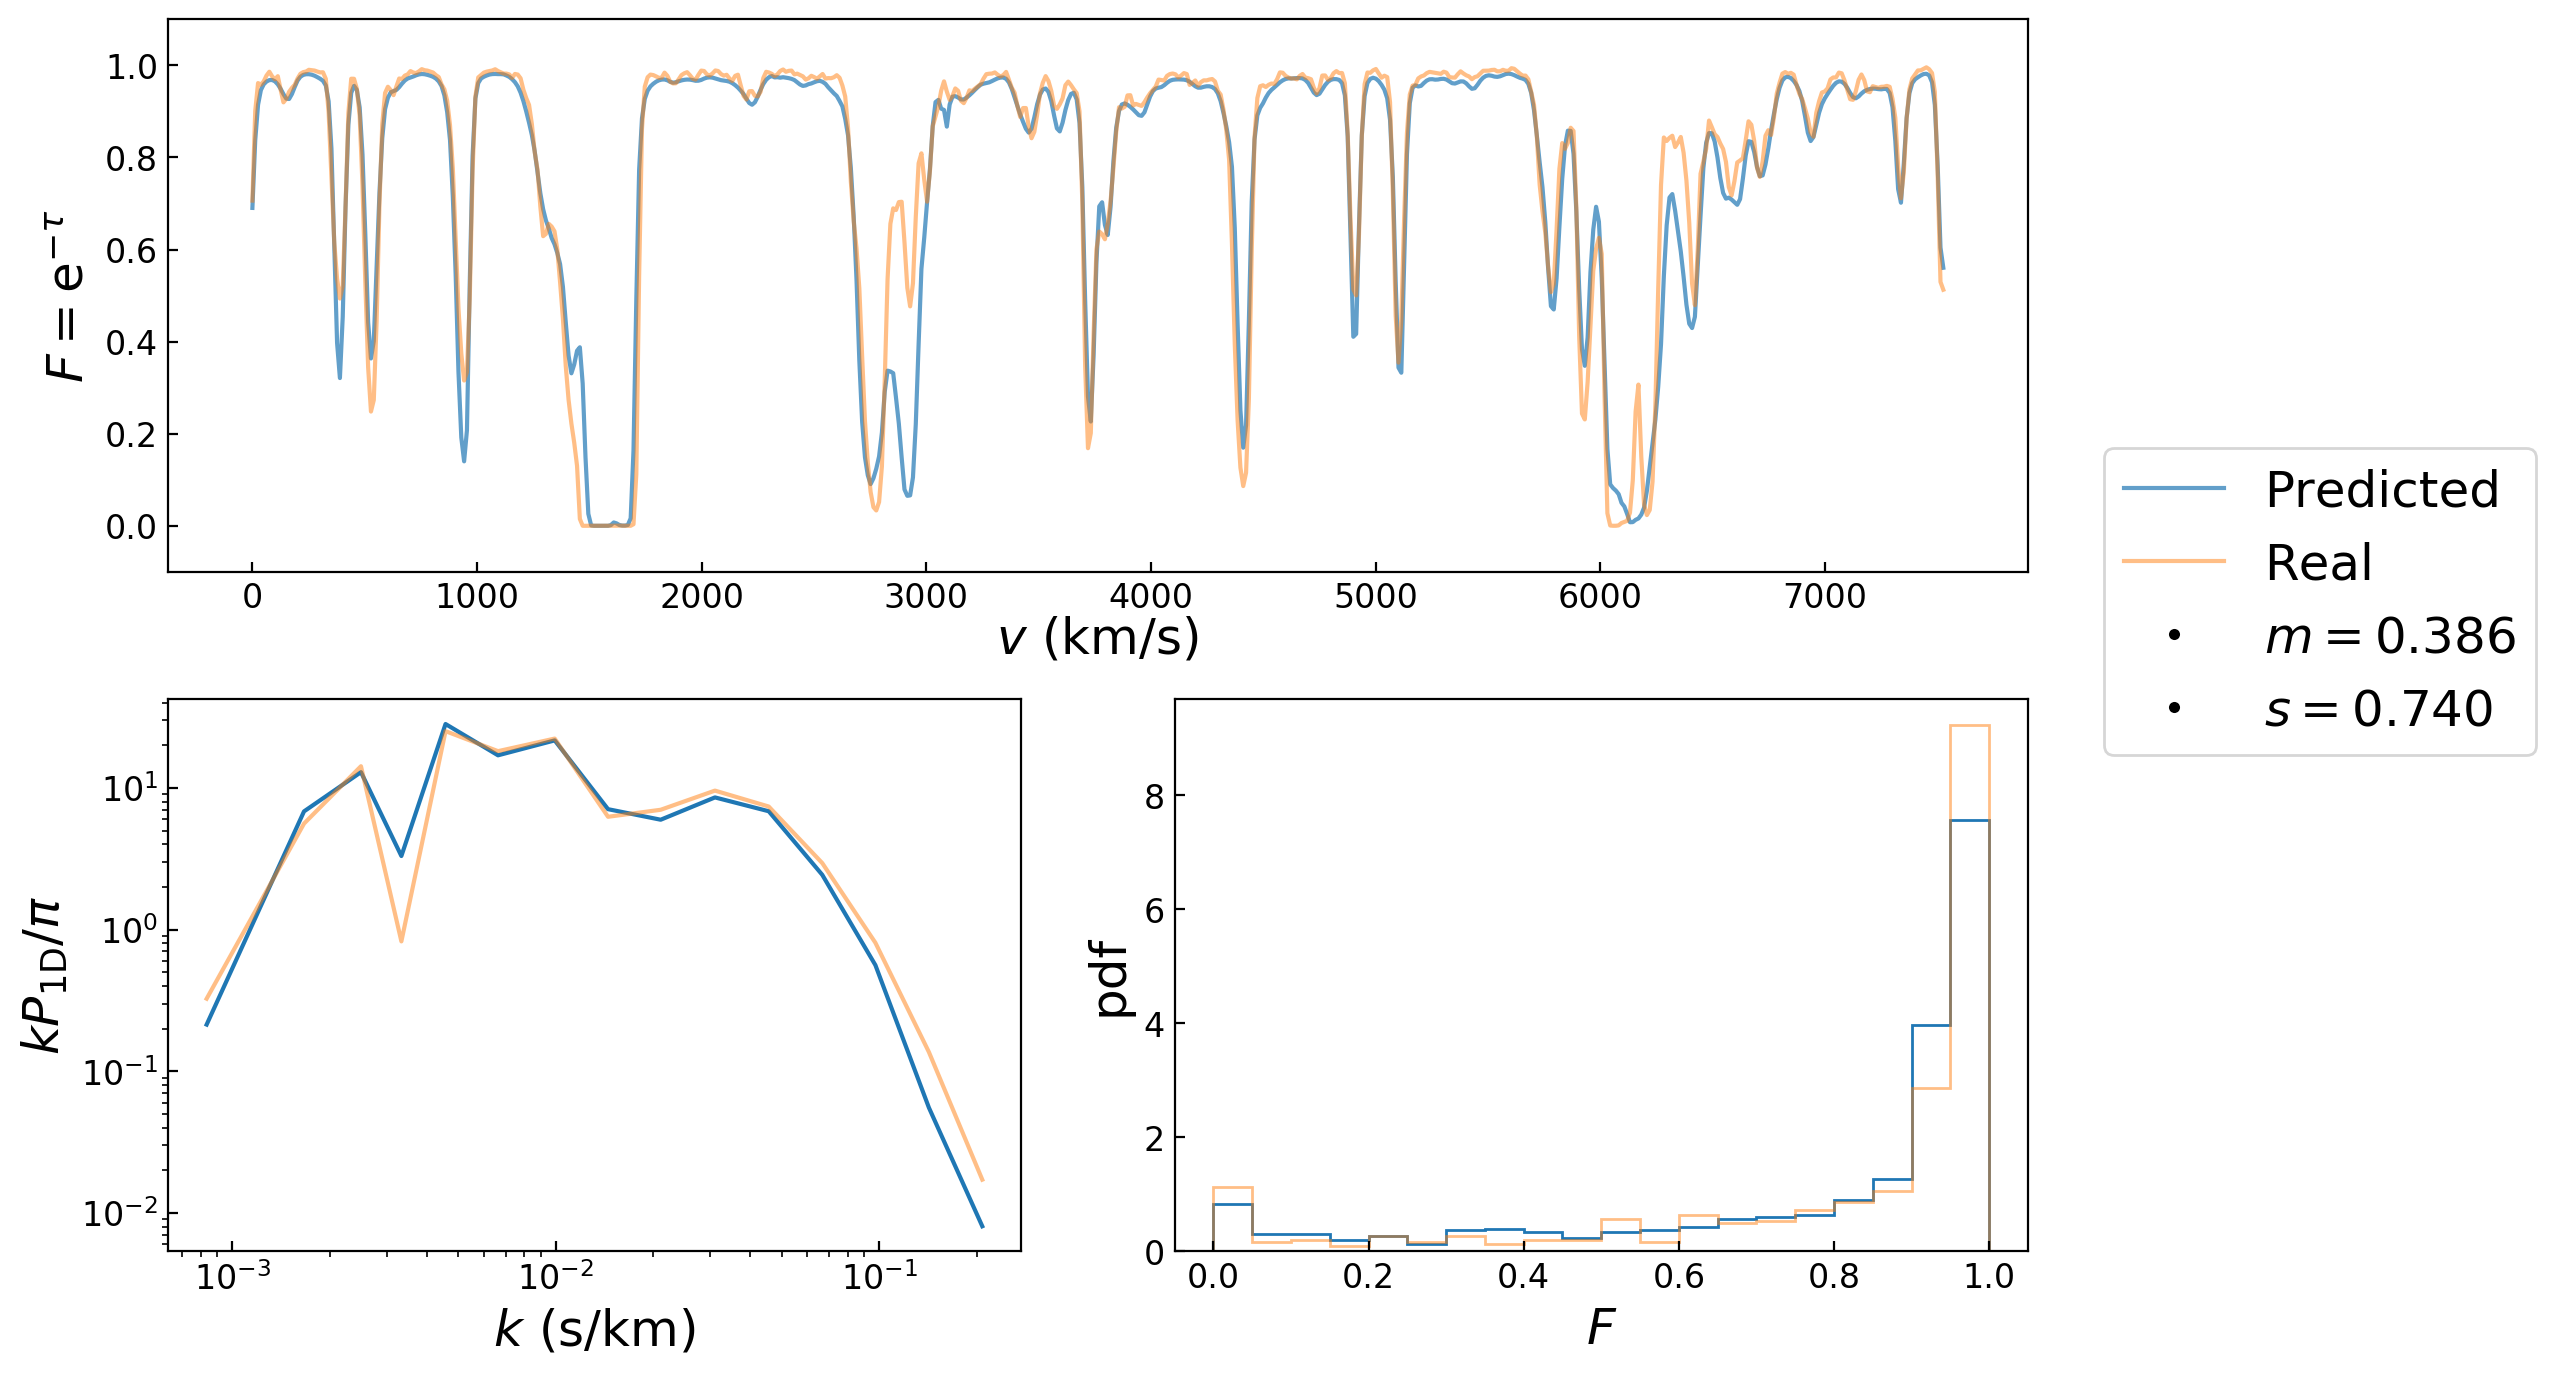 F = e^{-τ}
1.0
0.8
0.6
0.4
0.2
0.0
0 1000 2000 3000 4000 5000 6000 7000
v (km/s)
Predicted
Real
m = 0.386
s = 0.740
kP_{1D}/π
10^1
10^0
10^{-1}
10^{-2}
10^{-3} 10^{-2} 10^{-1}
k (s/km)
pdf
8
6
4
2
0
0.0 0.2 0.4 0.6 0.8 1.0
F